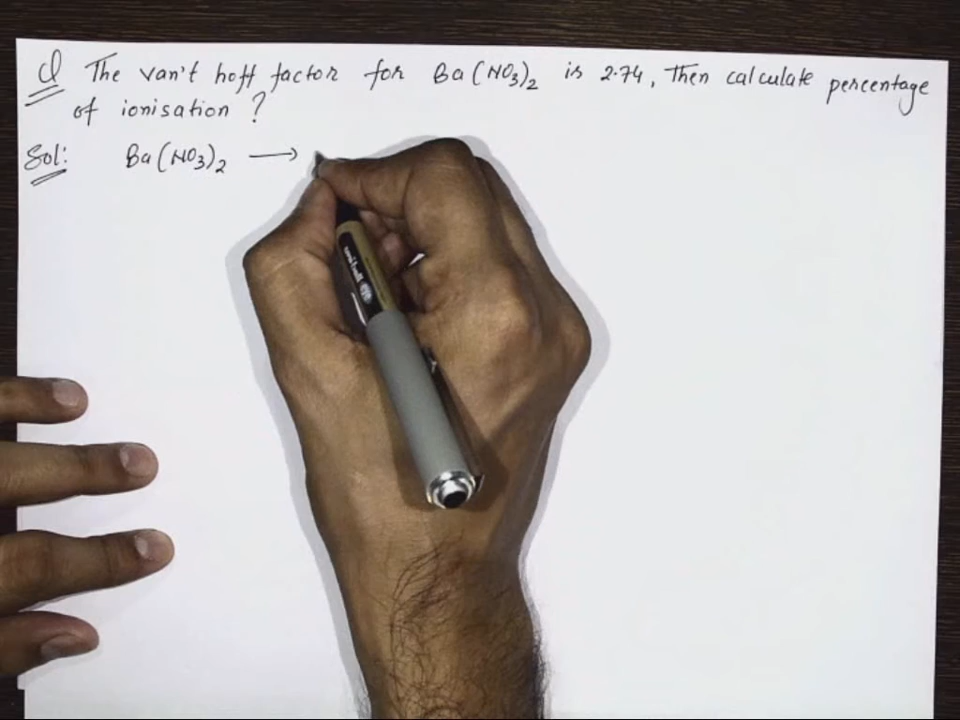 Q The van't hoff factor for Ba(NO3)2 is 2.74, Then calculate percentage
of ionisation ?
Sol: Ba(NO3)2 →